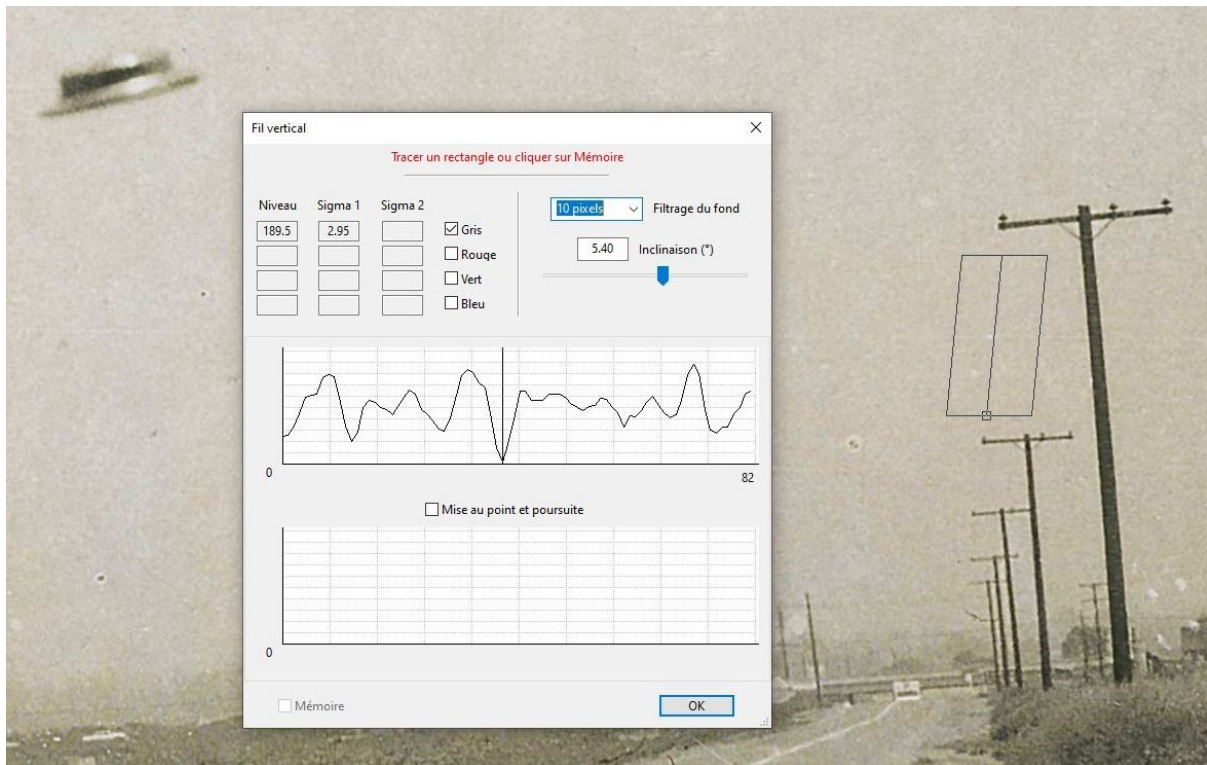 Fil vertical
Tracer un rectangle ou cliquer sur Mémoire
Niveau Sigma 1 Sigma 2
10 pixels Filtrage du fond
189.5 2.95 Gris
5.40 Inclinaison (°)
Rouge
Vert
Bleu
0
82
Mise au point et poursuite
0
Mémoire
OK